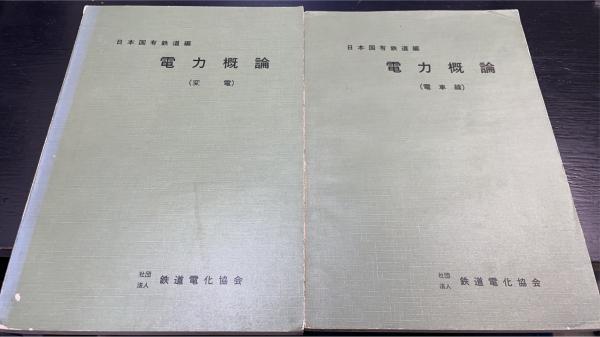 日本国有鉄道編
電力概論
（変電）
社団
法人 鉄道電化協会
日本国有鉄道編
電力概論
（電車線）
社団
法人 鉄道電化協会